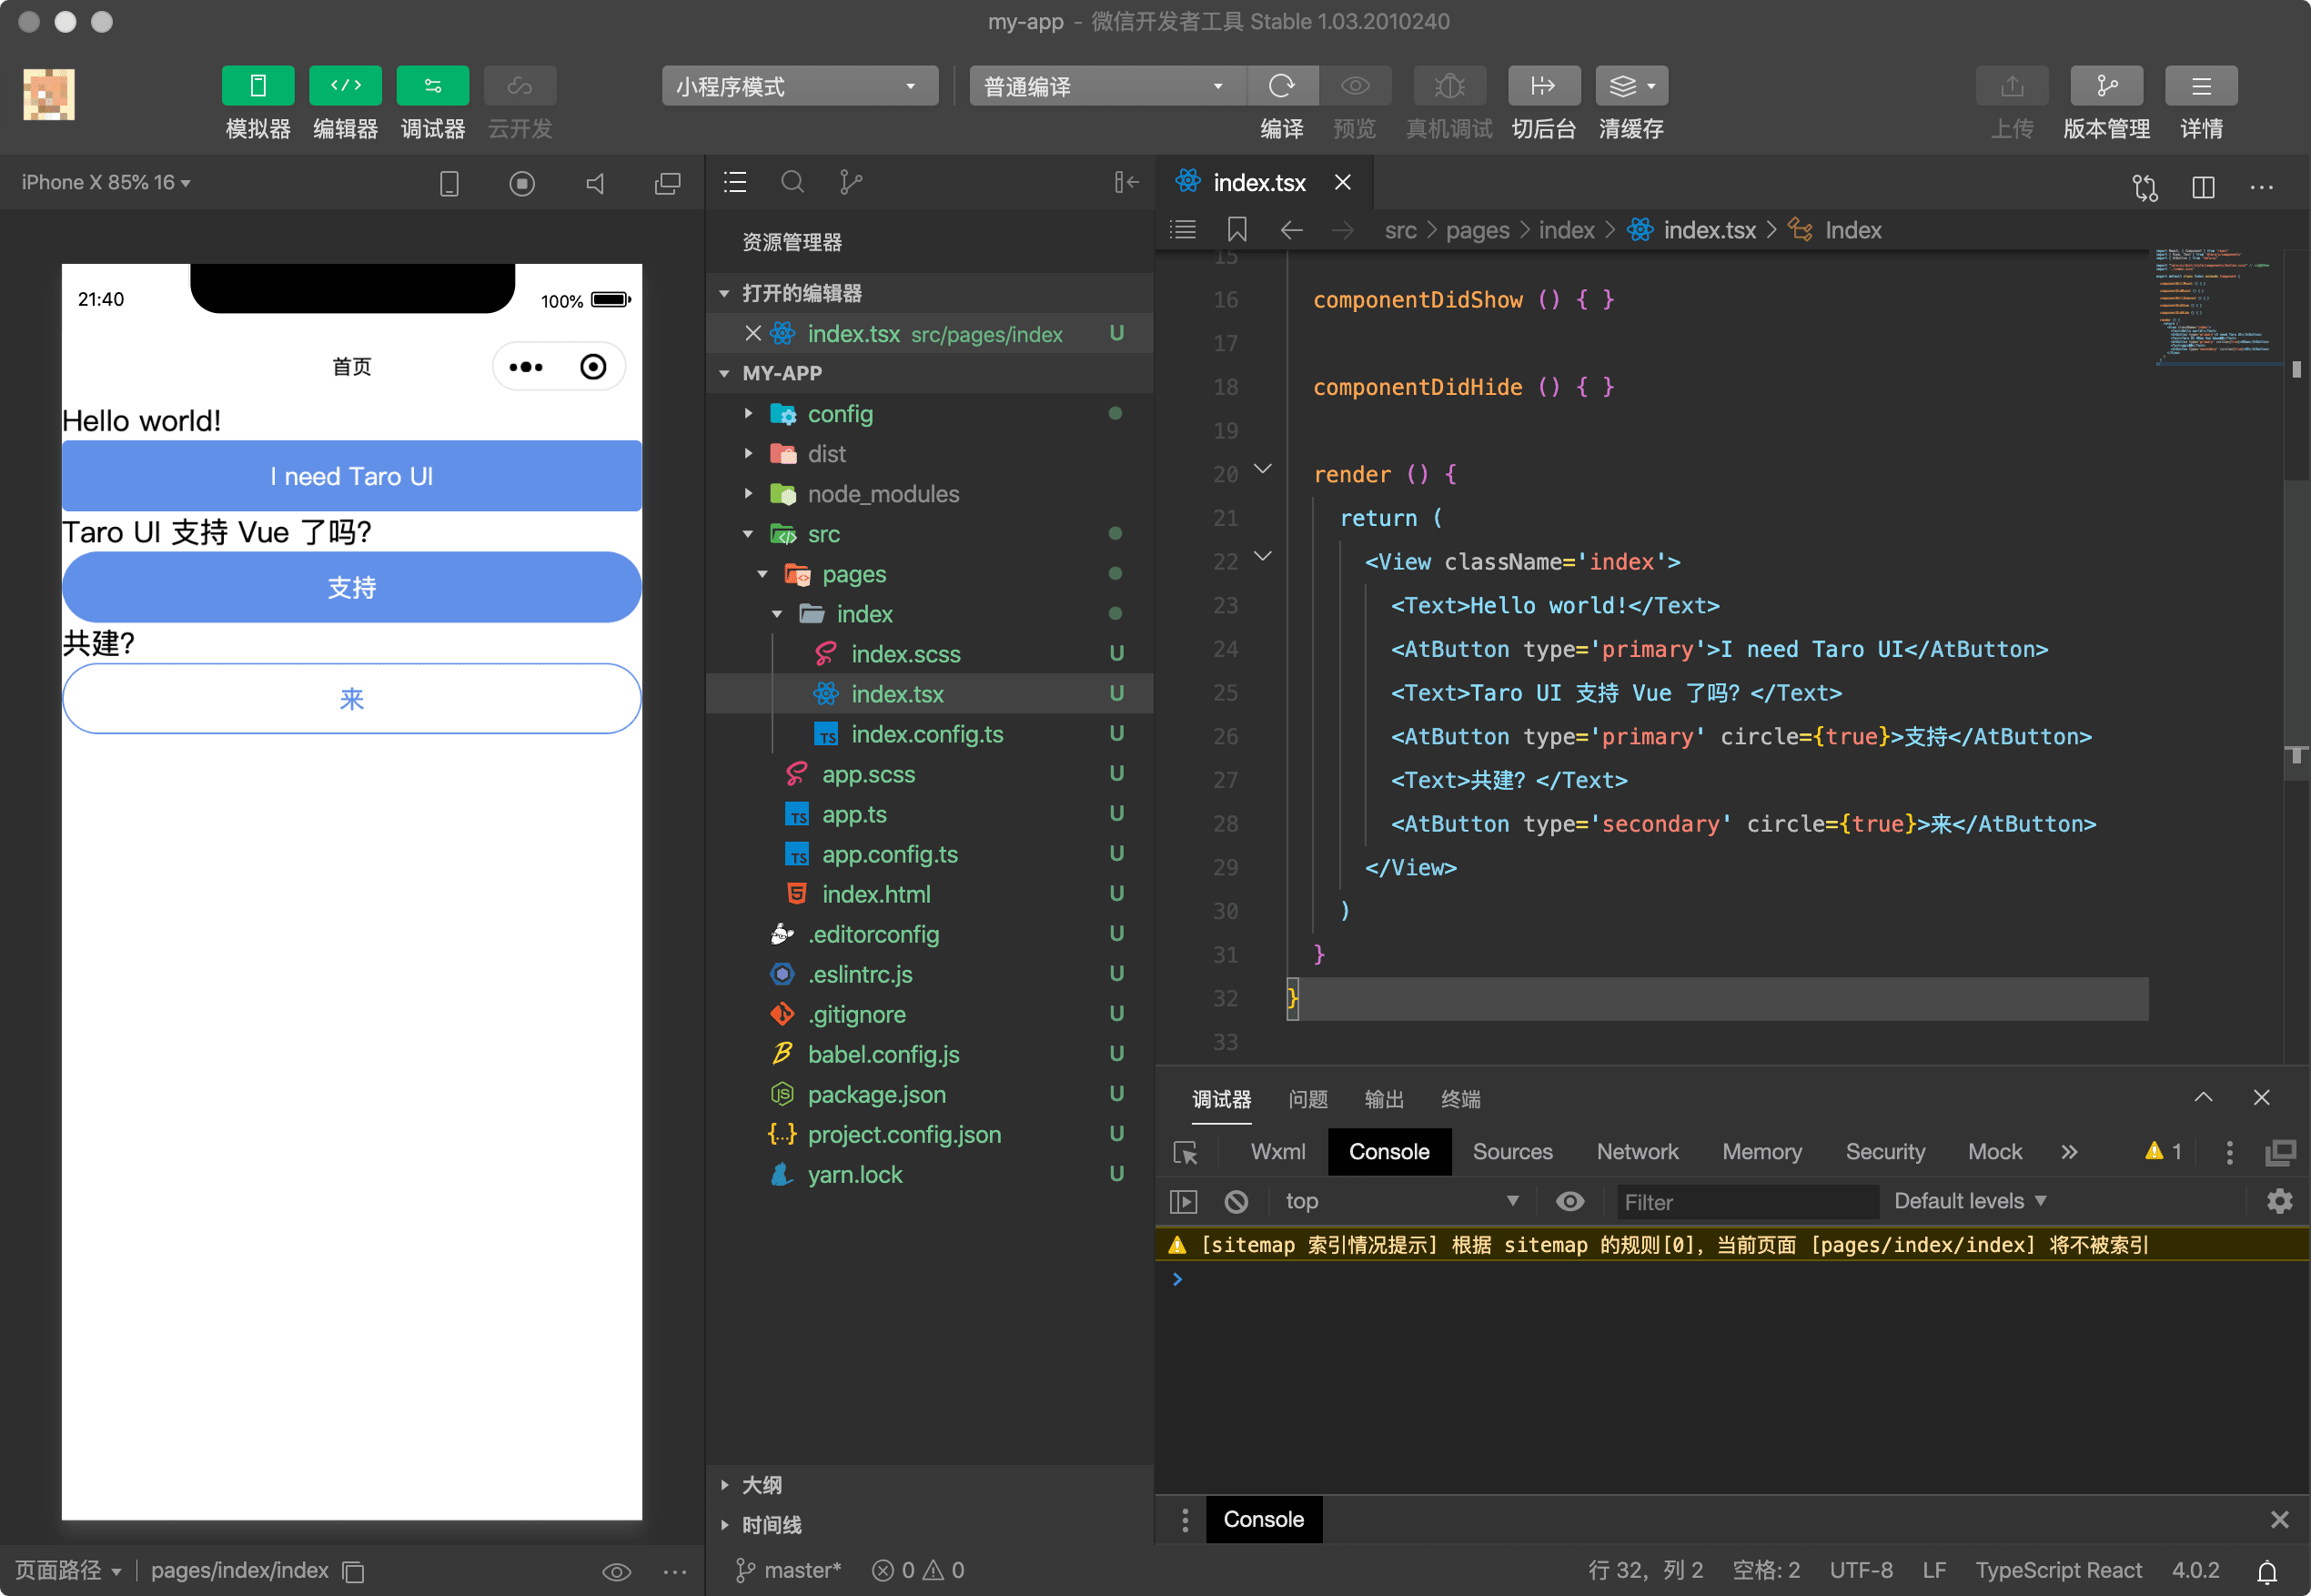 my-app - 微信开发者工具 Stable 1.03.2010240
模拟器 编辑器 调试器 云开发
小程序模式 普通编译
编译 预览 真机调试 切后台 清缓存
上传 版本管理 详情
iPhone X 85% 16
21:40 100%
首页
Hello world!
I need Taro UI
Taro UI 支持 Vue 了吗?
支持
共建?
来
页面路径 pages/index/index
资源管理器
打开的编辑器
index.tsx src/pages/index U
MY-APP
config
dist
node_modules
src
pages
index
index.scss U
index.tsx U
index.config.ts U
app.scss U
app.ts U
app.config.ts U
index.html U
.editorconfig U
.eslintrc.js U
.gitignore U
babel.config.js U
package.json U
project.config.json U
yarn.lock U
大纲
时间线
index.tsx
src > pages > index > index.tsx > Index
15
16 componentDidShow () { }
17
18 componentDidHide () { }
19
20 render () {
21 return (
22 <View className='index'>
23 <Text>Hello world!</Text>
24 <AtButton type='primary'>I need Taro UI</AtButton>
25 <Text>Taro UI 支持 Vue 了吗? </Text>
26 <AtButton type='primary' circle={true}>支持</AtButton>
27 <Text>共建? </Text>
28 <AtButton type='secondary' circle={true}>来</AtButton>
29 </View>
30 )
31 }
32 }
33
调试器 问题 输出 终端
Wxml Console Sources Network Memory Security Mock » 1
top Filter Default levels
[sitemap 索引情况提示] 根据 sitemap 的规则[0], 当前页面 [pages/index/index] 将不被索引
>
Console
master* 0 0 行 32, 列 2 空格: 2 UTF-8 LF TypeScript React 4.0.2